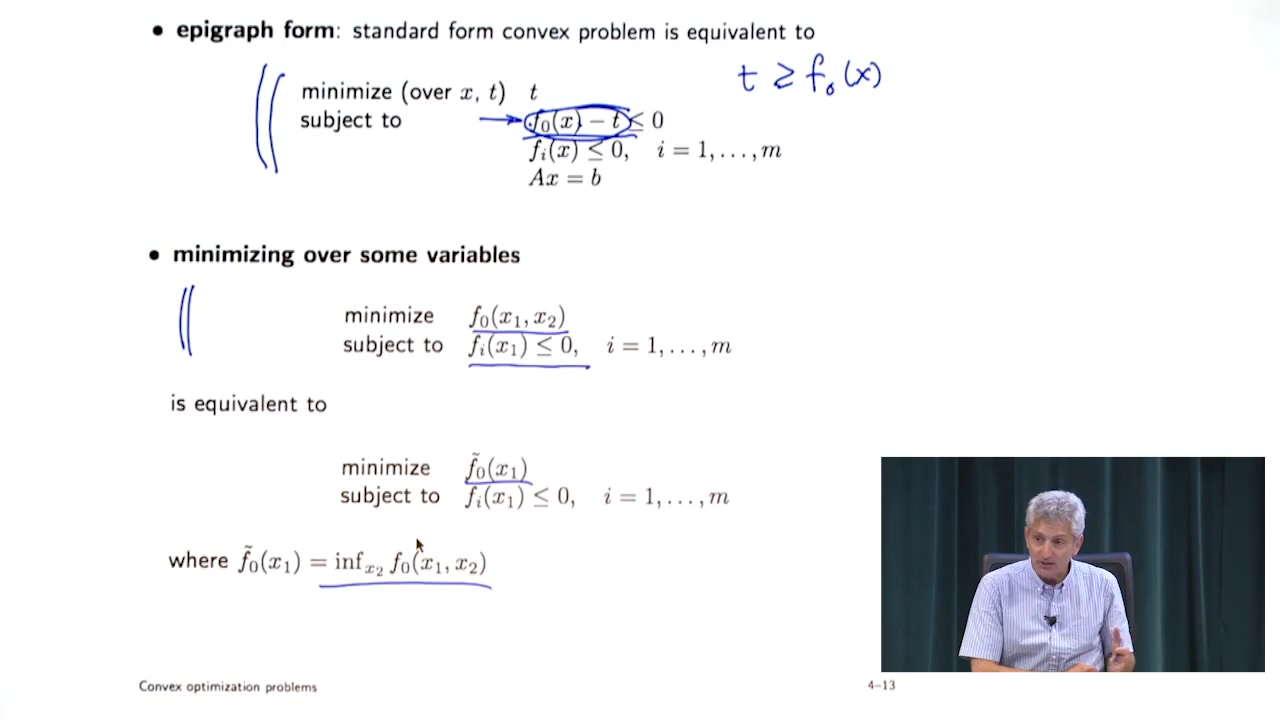 • epigraph form: standard form convex problem is equivalent to
t ≥ f₀(x)
minimize (over x, t) t
subject to f₀(x) − t ≤ 0
fᵢ(x) ≤ 0, i = 1, . . . , m
Ax = b
• minimizing over some variables
minimize f₀(x₁, x₂)
subject to fᵢ(x₁) ≤ 0, i = 1, . . . , m
is equivalent to
minimize f̃₀(x₁)
subject to fᵢ(x₁) ≤ 0, i = 1, . . . , m
where f̃₀(x₁) = inf_{x₂} f₀(x₁, x₂)
Convex optimization problems 4–13